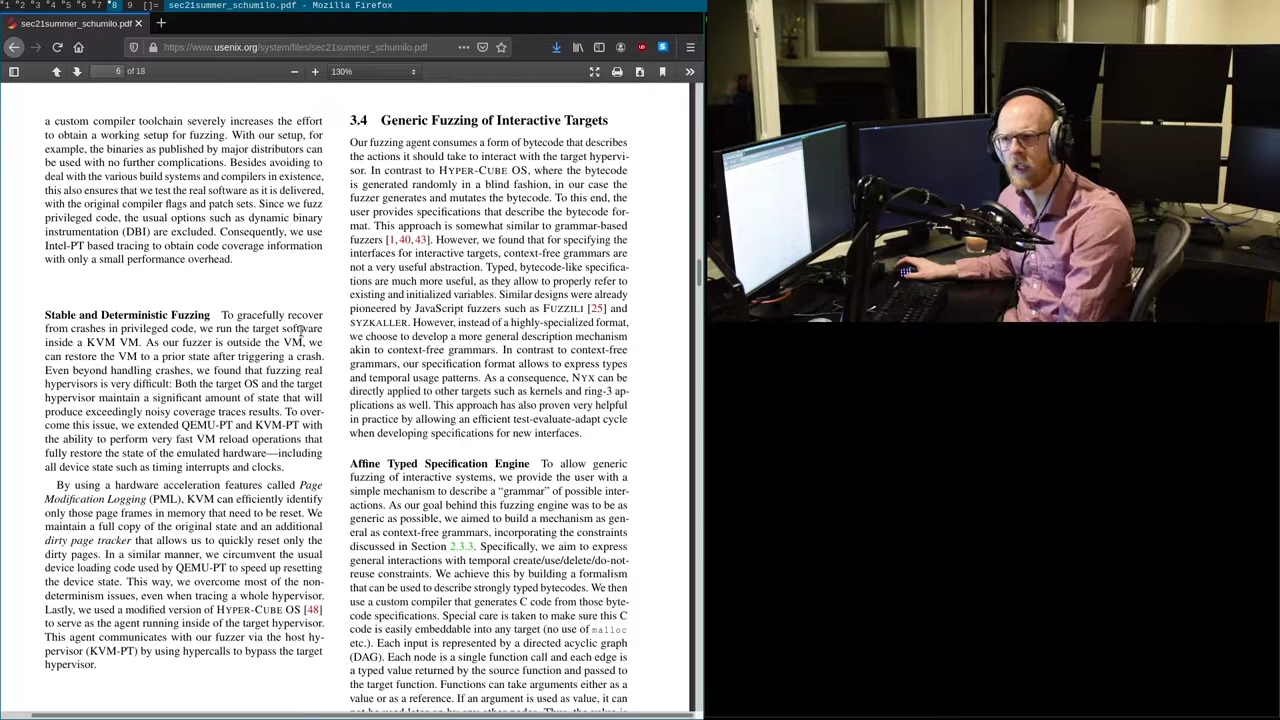 1 2 3 4 5 6 7 8 9 []= sec21summer_schumilo.pdf - Mozilla Firefox
sec21summer_schumilo.pdf
https://www.usenix.org/system/files/sec21summer_schumilo.pdf
6 of 18
130%
a custom compiler toolchain severely increases the effort
to obtain a working setup for fuzzing. With our setup, for
example, the binaries as published by major distributors can
be used with no further complications. Besides avoiding to
deal with the various build systems and compilers in existence,
this also ensures that we test the real software as it is delivered,
with the original compiler flags and patch sets. Since we fuzz
privileged code, the usual options such as dynamic binary
instrumentation (DBI) are excluded. Consequently, we use
Intel-PT based tracing to obtain code coverage information
with only a small performance overhead.
Stable and Deterministic Fuzzing To gracefully recover
from crashes in privileged code, we run the target software
inside a KVM VM. As our fuzzer is outside the VM, we
can restore the VM to a prior state after triggering a crash.
Even beyond handling crashes, we found that fuzzing real
hypervisors is very difficult: Both the target OS and the target
hypervisor maintain a significant amount of state that will
produce exceedingly noisy coverage traces results. To over-
come this issue, we extended QEMU-PT and KVM-PT with
the ability to perform very fast VM reload operations that
fully restore the state of the emulated hardware—including
all device state such as timing interrupts and clocks.
By using a hardware acceleration features called Page
Modification Logging (PML), KVM can efficiently identify
only those page frames in memory that need to be reset. We
maintain a full copy of the original state and an additional
dirty page tracker that allows us to quickly reset only the
dirty pages. In a similar manner, we circumvent the usual
device loading code used by QEMU-PT to speed up resetting
the device state. This way, we overcome most of the non-
determinism issues, even when tracing a whole hypervisor.
Lastly, we used a modified version of HYPER-CUBE OS [48]
to serve as the agent running inside of the target hypervisor.
This agent communicates with our fuzzer via the host hy-
pervisor (KVM-PT) by using hypercalls to bypass the target
hypervisor.
3.4 Generic Fuzzing of Interactive Targets
Our fuzzing agent consumes a form of bytecode that describes
the actions it should take to interact with the target hypervi-
sor. In contrast to HYPER-CUBE OS, where the bytecode
is generated randomly in a blind fashion, in our case the
fuzzer generates and mutates the bytecode. To this end, the
user provides specifications that describe the bytecode for-
mat. This approach is somewhat similar to grammar-based
fuzzers [1,40,43]. However, we found that for specifying the
interfaces for interactive targets, context-free grammars are
not a very useful abstraction. Typed, bytecode-like specifica-
tions are much more useful, as they allow to properly refer to
existing and initialized variables. Similar designs were already
pioneered by JavaScript fuzzers such as FUZZILI [25] and
SYZKALLER. However, instead of a highly-specialized format,
we choose to develop a more general description mechanism
akin to context-free grammars. In contrast to context-free
grammars, our specification format allows to express types
and temporal usage patterns. As a consequence, NYX can be
directly applied to other targets such as kernels and ring-3 ap-
plications as well. This approach has also proven very helpful
in practice by allowing an efficient test-evaluate-adapt cycle
when developing specifications for new interfaces.
Affine Typed Specification Engine To allow generic
fuzzing of interactive systems, we provide the user with a
simple mechanism to describe a “grammar” of possible inter-
actions. As our goal behind this fuzzing engine was to be as
generic as possible, we aimed to build a mechanism as gen-
eral as context-free grammars, incorporating the constraints
discussed in Section 2.3.3. Specifically, we aim to express
general interactions with temporal create/use/delete/do-not-
reuse constraints. We achieve this by building a formalism
that can be used to describe strongly typed bytecodes. We then
use a custom compiler that generates C code from those byte-
code specifications. Special care is taken to make sure this C
code is easily embeddable into any target (no use of malloc
etc.). Each input is represented by a directed acyclic graph
(DAG). Each node is a single function call and each edge is
a typed value returned by the source function and passed to
the target function. Functions can take arguments either as a
value or as a reference. If an argument is used as value, it can